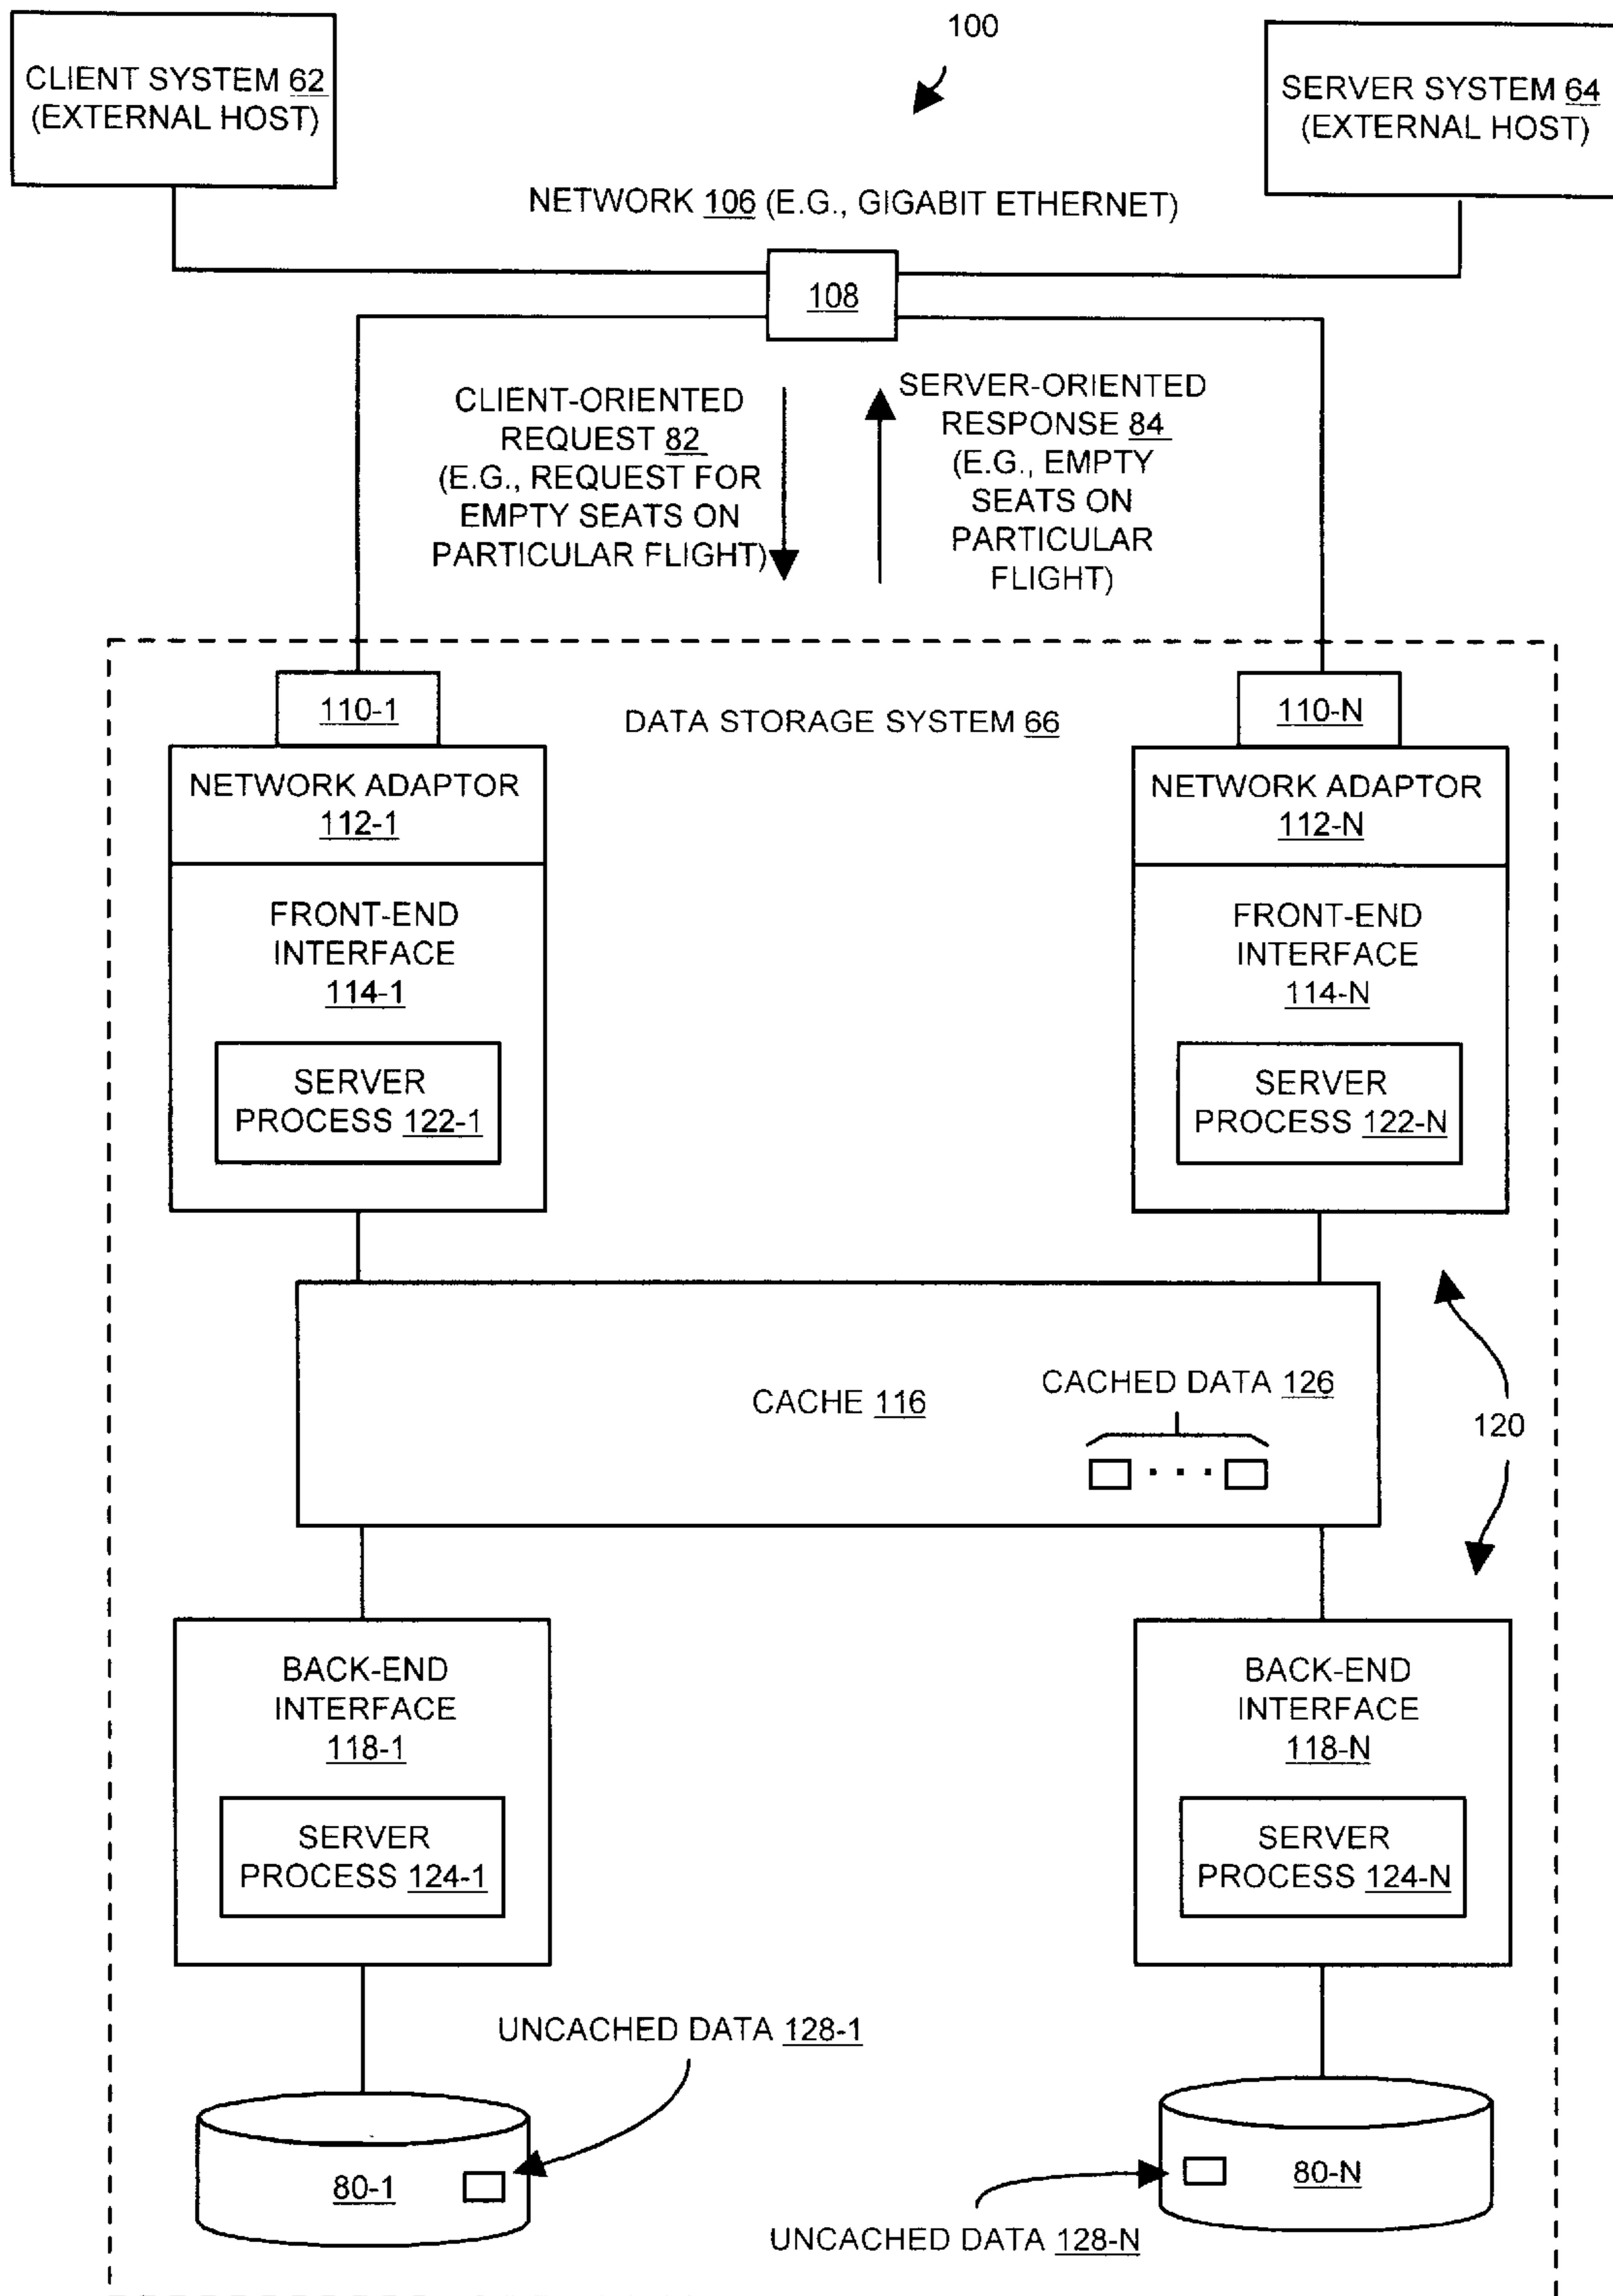 100
CLIENT SYSTEM 62
(EXTERNAL HOST)
SERVER SYSTEM 64
(EXTERNAL HOST)
NETWORK 106 (E.G., GIGABIT ETHERNET)
108
CLIENT-ORIENTED
REQUEST 82
(E.G., REQUEST FOR
EMPTY SEATS ON
PARTICULAR FLIGHT)
SERVER-ORIENTED
RESPONSE 84
(E.G., EMPTY
SEATS ON
PARTICULAR
FLIGHT)
110-1
DATA STORAGE SYSTEM 66
110-N
NETWORK ADAPTOR
112-1
NETWORK ADAPTOR
112-N
FRONT-END
INTERFACE
114-1
FRONT-END
INTERFACE
114-N
SERVER
PROCESS 122-1
SERVER
PROCESS 122-N
CACHE 116
CACHED DATA 126
· · ·
120
BACK-END
INTERFACE
118-1
BACK-END
INTERFACE
118-N
SERVER
PROCESS 124-1
SERVER
PROCESS 124-N
UNCACHED DATA 128-1
80-1
80-N
UNCACHED DATA 128-N